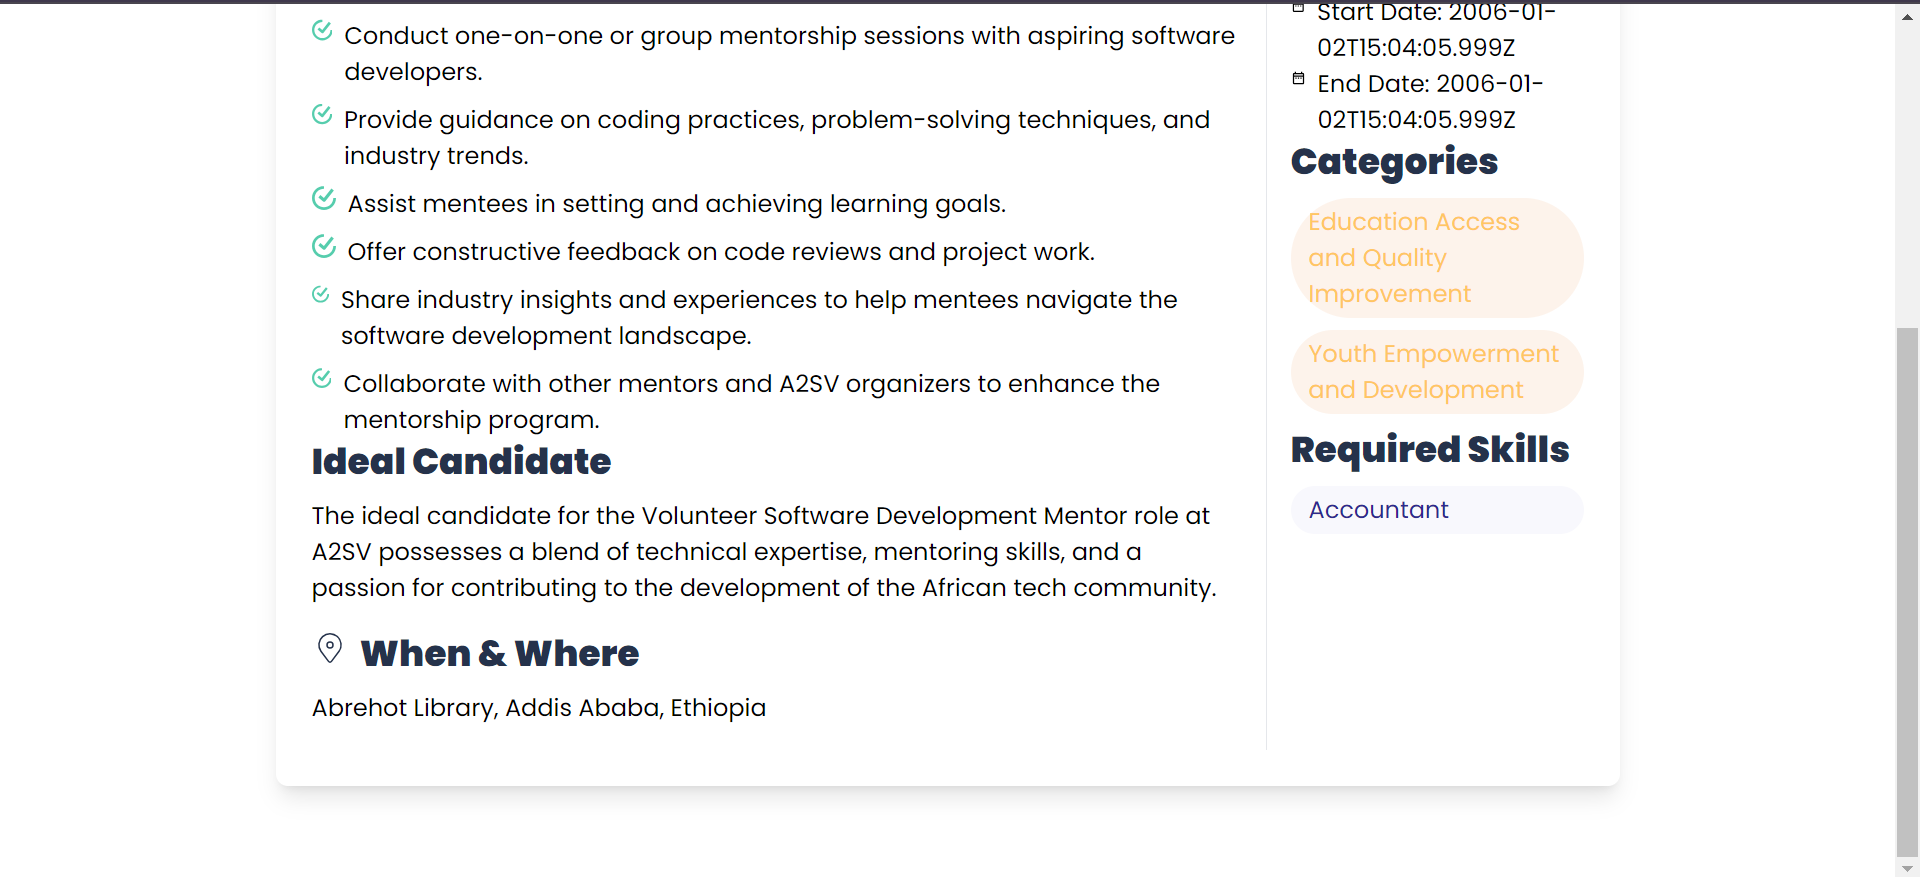 Conduct one-on-one or group mentorship sessions with aspiring software
developers.
Provide guidance on coding practices, problem-solving techniques, and
industry trends.
Assist mentees in setting and achieving learning goals.
Offer constructive feedback on code reviews and project work.
Share industry insights and experiences to help mentees navigate the
software development landscape.
Collaborate with other mentors and A2SV organizers to enhance the
mentorship program.
Ideal Candidate
The ideal candidate for the Volunteer Software Development Mentor role at
A2SV possesses a blend of technical expertise, mentoring skills, and a
passion for contributing to the development of the African tech community.
When & Where
Abrehot Library, Addis Ababa, Ethiopia
Start Date: 2006-01-
02T15:04:05.999Z
End Date: 2006-01-
02T15:04:05.999Z
Categories
Education Access
and Quality
Improvement
Youth Empowerment
and Development
Required Skills
Accountant